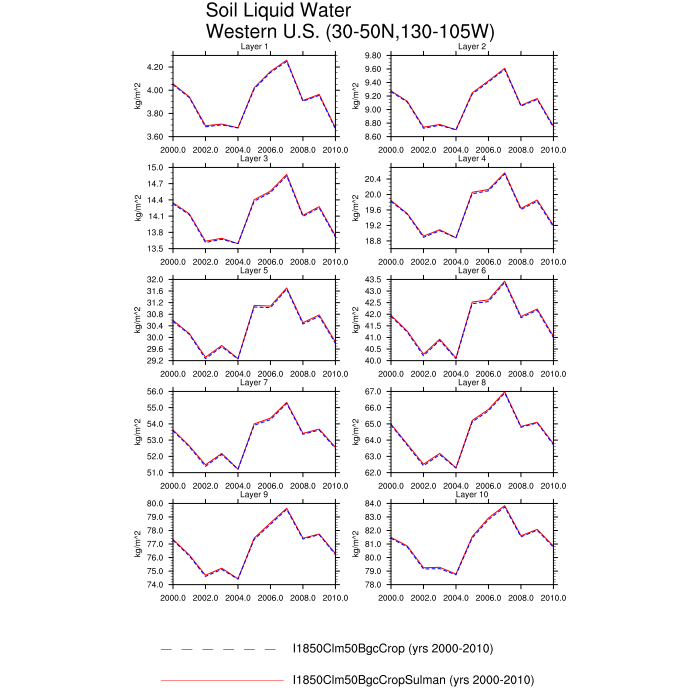 Soil Liquid Water
Western U.S. (30-50N,130-105W)
Layer 1
kg/m^2
4.20
4.00
3.80
3.60
2000.0 2002.0 2004.0 2006.0 2008.0 2010.0
Layer 2
kg/m^2
9.80
9.60
9.40
9.20
9.00
8.80
8.60
2000.0 2002.0 2004.0 2006.0 2008.0 2010.0
Layer 3
kg/m^2
15.0
14.7
14.4
14.1
13.8
13.5
2000.0 2002.0 2004.0 2006.0 2008.0 2010.0
Layer 4
kg/m^2
20.4
20.0
19.6
19.2
18.8
2000.0 2002.0 2004.0 2006.0 2008.0 2010.0
Layer 5
kg/m^2
32.0
31.6
31.2
30.8
30.4
30.0
29.6
29.2
2000.0 2002.0 2004.0 2006.0 2008.0 2010.0
Layer 6
kg/m^2
43.5
43.0
42.5
42.0
41.5
41.0
40.5
40.0
2000.0 2002.0 2004.0 2006.0 2008.0 2010.0
Layer 7
kg/m^2
56.0
55.0
54.0
53.0
52.0
51.0
2000.0 2002.0 2004.0 2006.0 2008.0 2010.0
Layer 8
kg/m^2
67.0
66.0
65.0
64.0
63.0
62.0
2000.0 2002.0 2004.0 2006.0 2008.0 2010.0
Layer 9
kg/m^2
80.0
79.0
78.0
77.0
76.0
75.0
74.0
2000.0 2002.0 2004.0 2006.0 2008.0 2010.0
Layer 10
kg/m^2
84.0
83.0
82.0
81.0
80.0
79.0
78.0
2000.0 2002.0 2004.0 2006.0 2008.0 2010.0
I1850Clm50BgcCrop (yrs 2000-2010)
I1850Clm50BgcCropSulman (yrs 2000-2010)